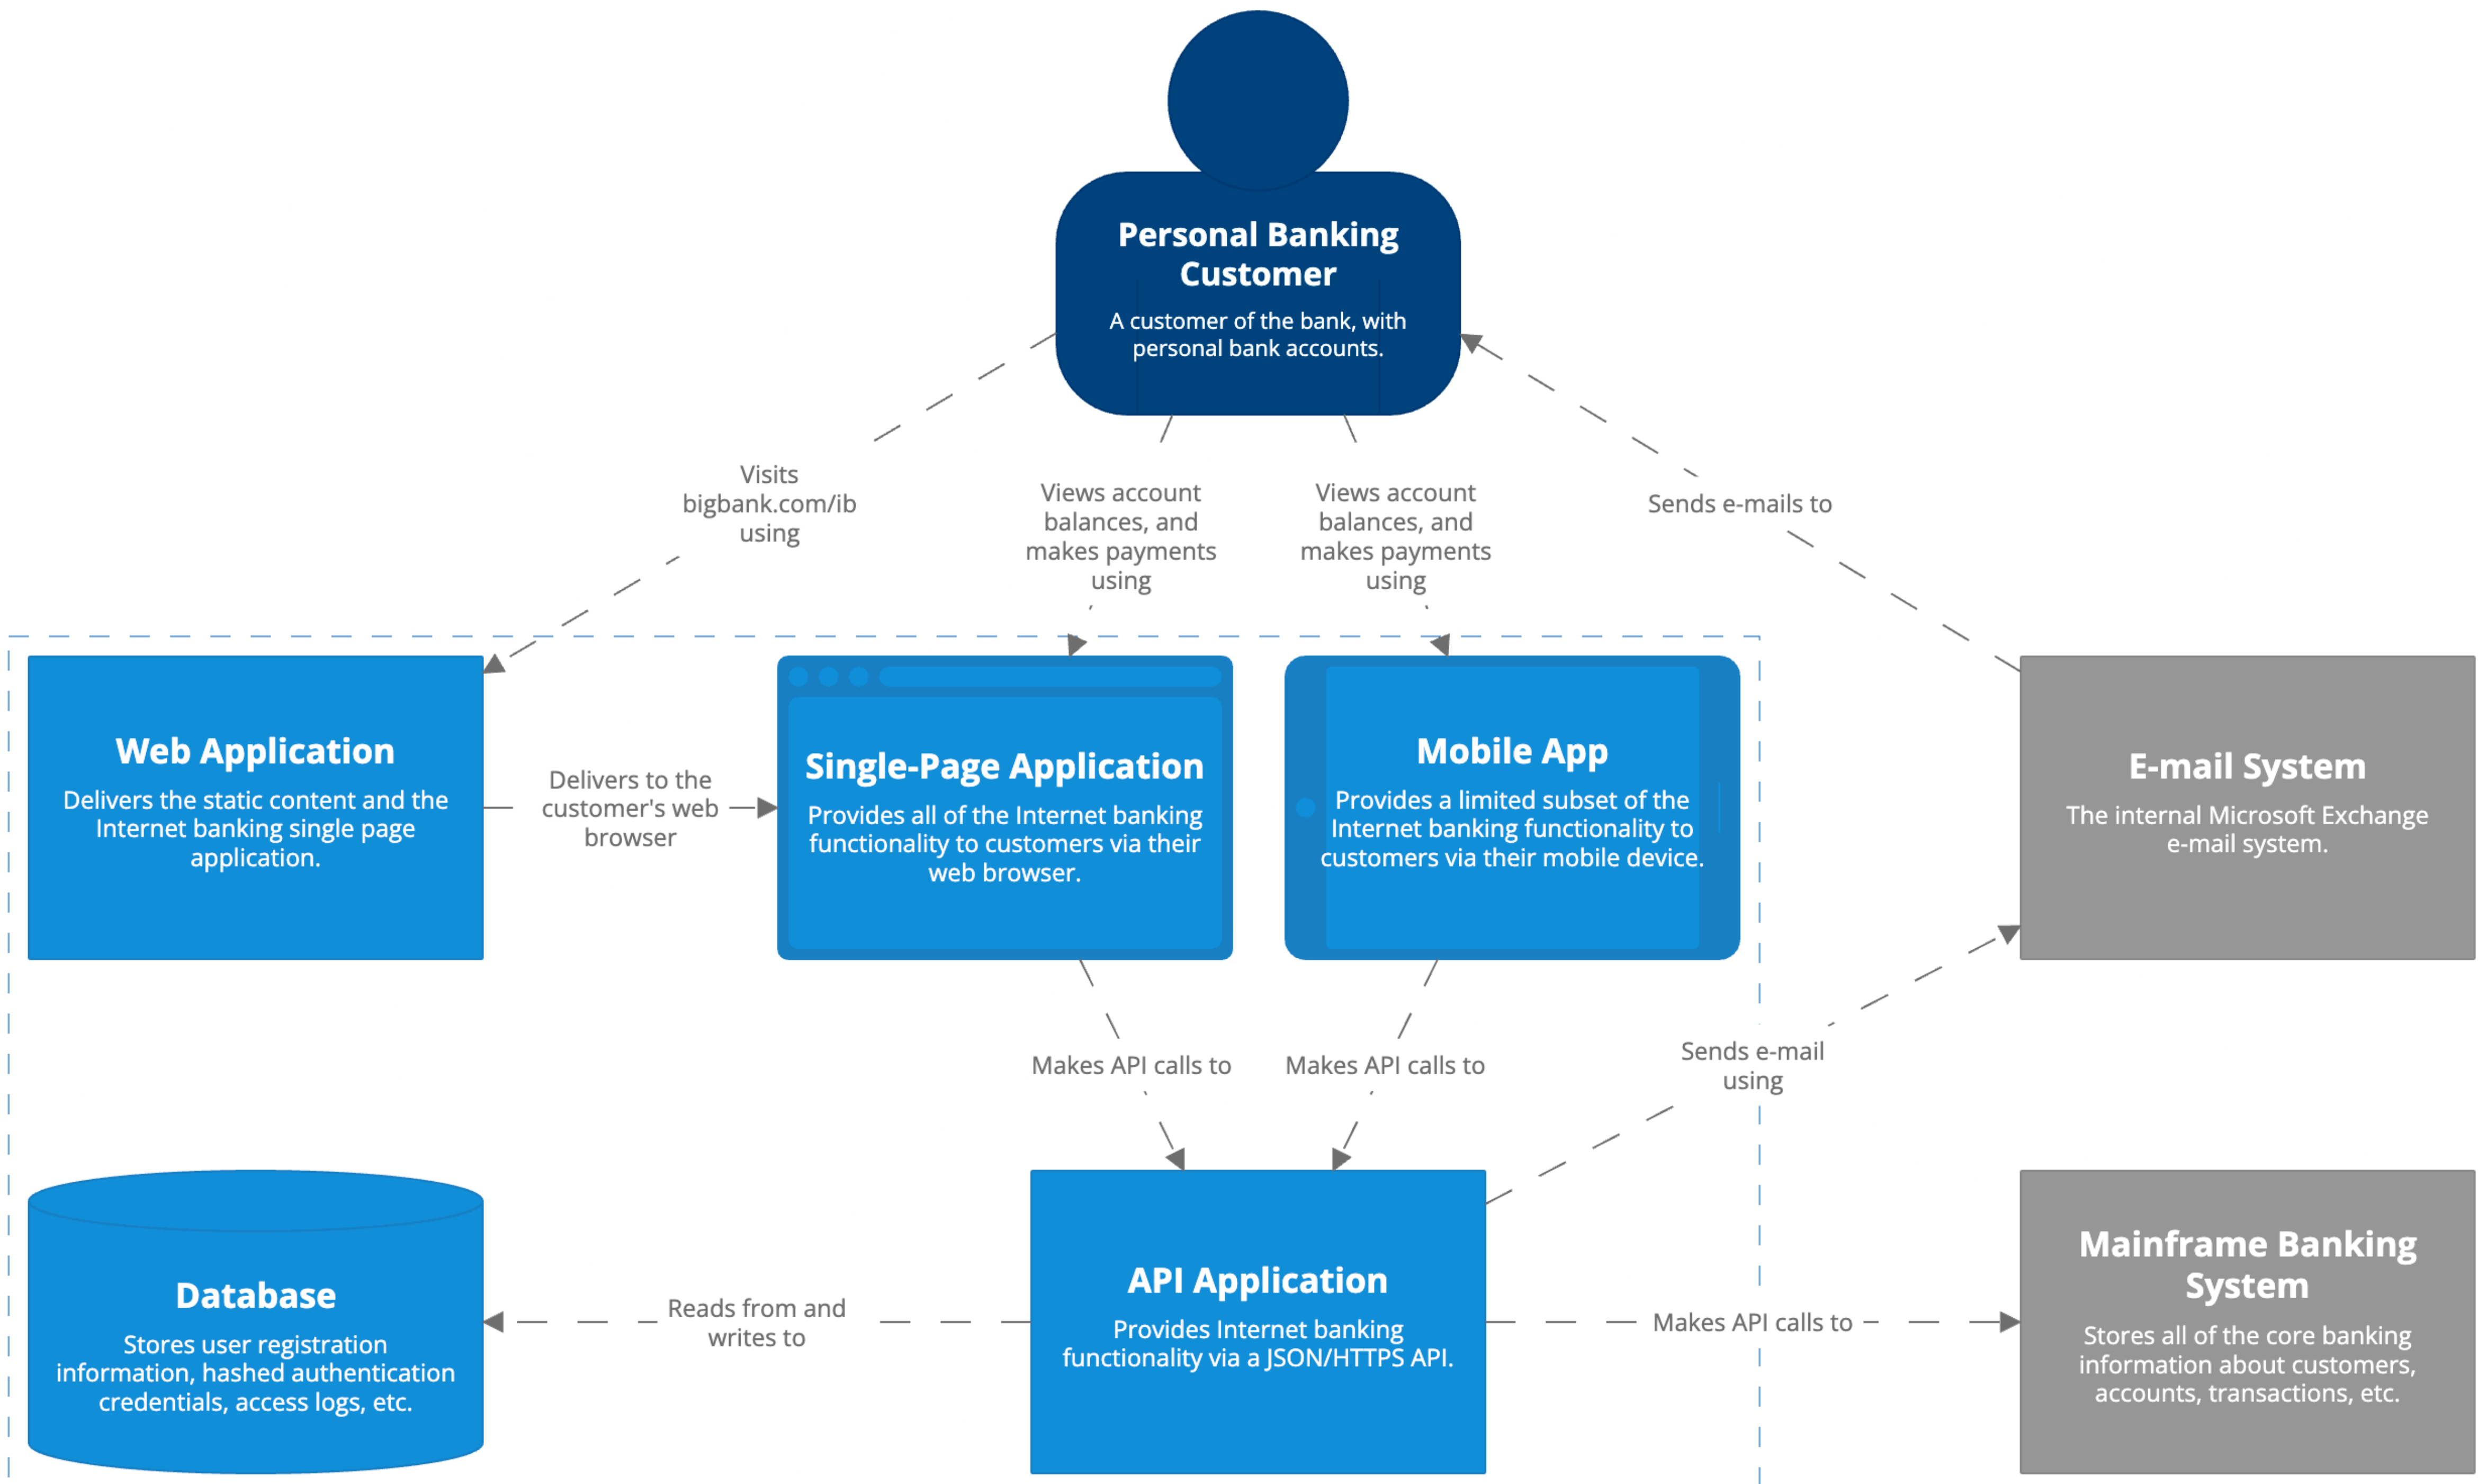 Personal Banking
Customer
A customer of the bank, with
personal bank accounts.
Visits
bigbank.com/ib
using
Views account
balances, and
makes payments
using
Views account
balances, and
makes payments
using
Sends e-mails to
Web Application
Delivers the static content and the
Internet banking single page
application.
Delivers to the
customer's web
browser
Single-Page Application
Provides all of the Internet banking
functionality to customers via their
web browser.
Mobile App
Provides a limited subset of the
Internet banking functionality to
customers via their mobile device.
E-mail System
The internal Microsoft Exchange
e-mail system.
Makes API calls to
Makes API calls to
Sends e-mail
using
Database
Stores user registration
information, hashed authentication
credentials, access logs, etc.
Reads from and
writes to
API Application
Provides Internet banking
functionality via a JSON/HTTPS API.
Makes API calls to
Mainframe Banking
System
Stores all of the core banking
information about customers,
accounts, transactions, etc.